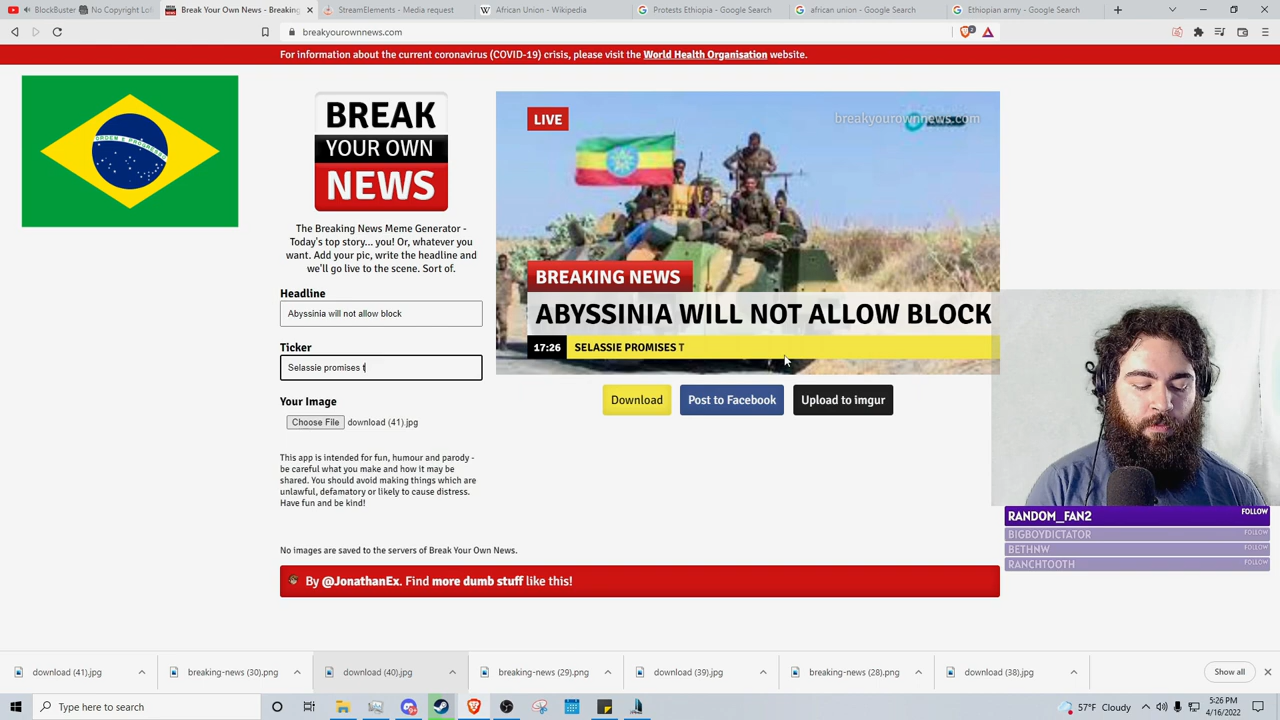 BlockBuster
No Copyright Lofi
Break Your Own News - Breaking
StreamElements - Media request
African Union - Wikipedia
Protests Ethiopia - Google Search
african union - Google Search
Ethiopian army - Google Search
breakyourownnews.com
For information about the current coronavirus (COVID-19) crisis, please visit the World Health Organisation website.
ORDEM E PROGRESSO
BREAK
YOUR OWN
NEWS
The Breaking News Meme Generator -
Today's top story... you! Or, whatever you
want. Add your pic, write the headline and
we'll go live to the scene. Sort of.
Headline
Abyssinia will not allow block
Ticker
Selassie promises t
Your Image
Choose File download (41).jpg
This app is intended for fun, humour and parody -
be careful what you make and how it may be
shared. You should avoid making things which are
unlawful, defamatory or likely to cause distress.
Have fun and be kind!
No images are saved to the servers of Break Your Own News.
By @JonathanEx. Find more dumb stuff like this!
LIVE
breakyourownnews.com
BREAKING NEWS
ABYSSINIA WILL NOT ALLOW BLOCK
17:26 SELASSIE PROMISES T
Download
Post to Facebook
Upload to imgur
RANDOM_FAN2 FOLLOW
BIGBOYDICTATOR FOLLOW
BETHNW FOLLOW
RANCHTOOTH FOLLOW
download (41).jpg
breaking-news (30).png
download (40).jpg
breaking-news (29).png
download (39).jpg
breaking-news (28).png
download (38).jpg
Show all
Type here to search
57°F Cloudy
5:26 PM
4/16/2022